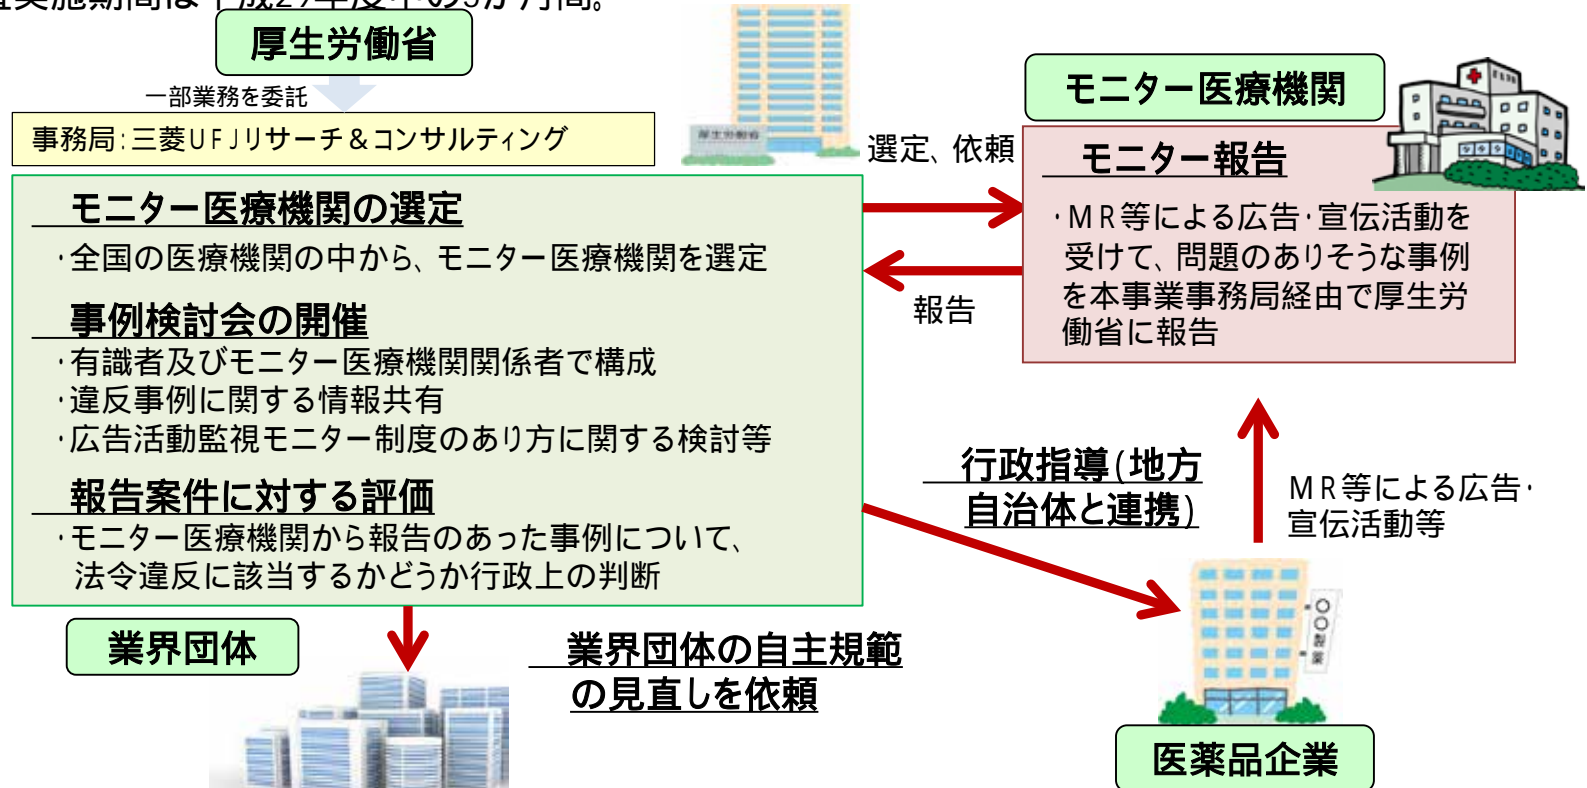 厚生労働省
一部業務を委託
事務局:三菱UFJリサーチ&コンサルティング
厚生労働省
モニター医療機関の選定
・全国の医療機関の中から、モニター医療機関を選定
事例検討会の開催
・有識者及びモニター医療機関関係者で構成
・違反事例に関する情報共有
・広告活動監視モニター制度のあり方に関する検討等
報告案件に対する評価
・モニター医療機関から報告のあった事例について、
法令違反に該当するかどうか行政上の判断
選定、依頼
報告
モニター医療機関
モニター報告
・MR等による広告・宣伝活動を
受けて、問題のありそうな事例
を本事業事務局経由で厚生労
働省に報告
行政指導(地方
自治体と連携)
MR等による広告・
宣伝活動等
業界団体
業界団体の自主規範
の見直しを依頼
〇〇製薬
医薬品企業